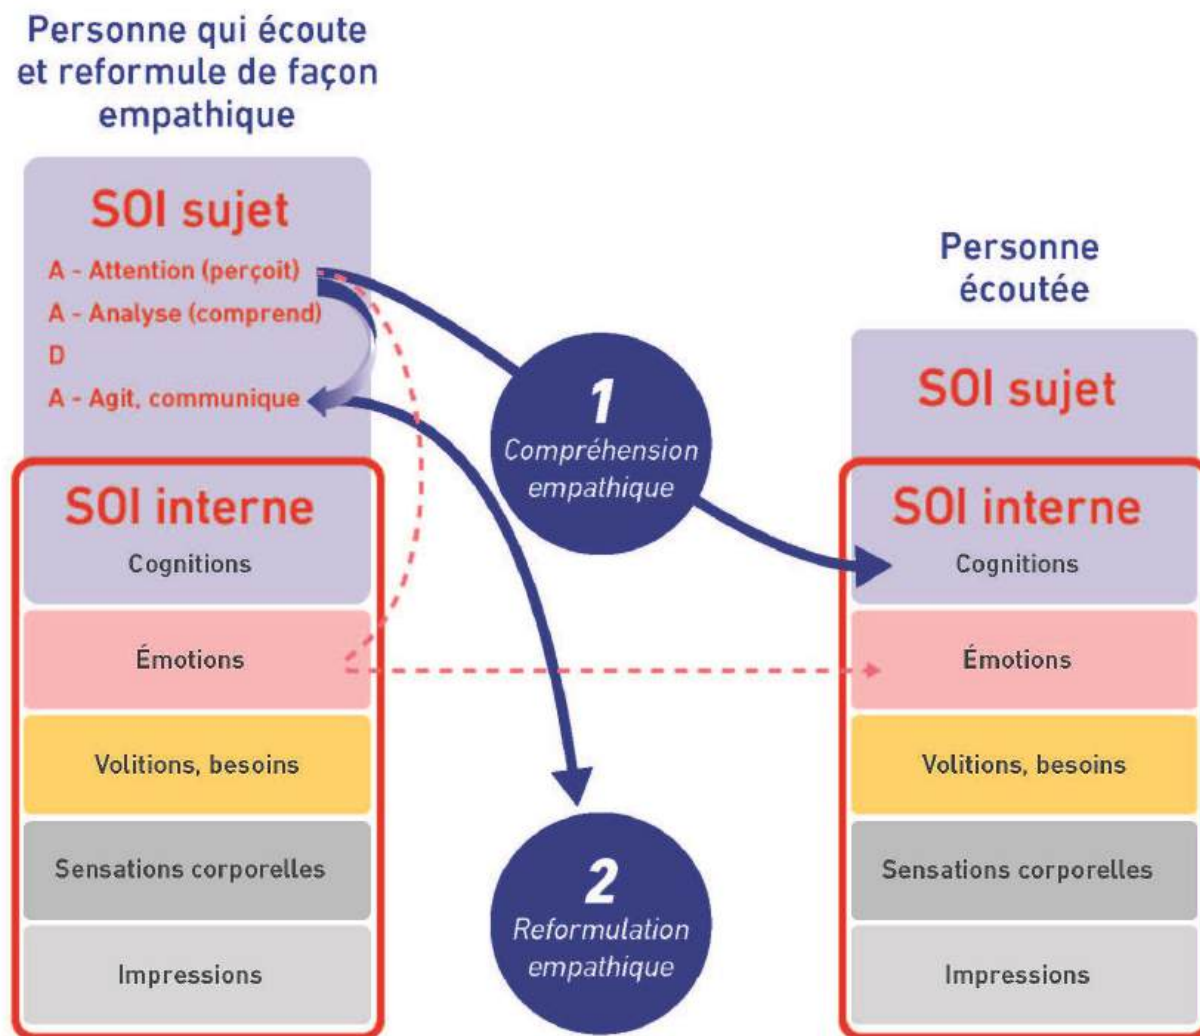 Personne qui écoute
et reformule de façon
empathique
SOI sujet
A - Attention (perçoit)
A - Analyse (comprend)
D
A - Agit, communique
SOI interne
Cognitions
Émotions
Volitions, besoins
Sensations corporelles
Impressions
1
Compréhension
empathique
2
Reformulation
empathique
Personne
écoutée
SOI sujet
SOI interne
Cognitions
Émotions
Volitions, besoins
Sensations corporelles
Impressions